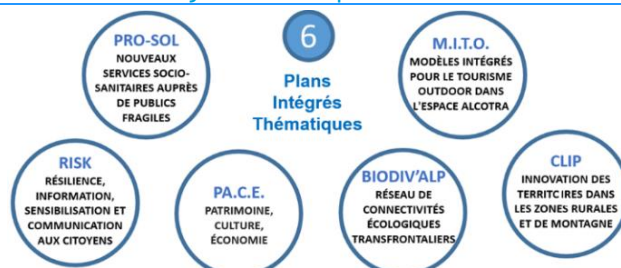 PRO-SOL
NOUVEAUX
SERVICES SOCIO-
SANITAIRES AUPRÈS
DE PUBLICS
FRAGILES
6
Plans
Intégrés
Thématiques
M.I.T.O.
MODÈLES INTÉGRÉS
POUR LE TOURISME
OUTDOOR DANS
L'ESPACE ALCOTRA
RISK
RÉSILIENCE,
INFORMATION,
SENSIBILISATION ET
COMMUNICATION
AUX CITOYENS
PA.C.E.
PATRIMOINE,
CULTURE,
ÉCONOMIE
BIODIV'ALP
RÉSEAU DE
CONNECTIVITÉS
ÉCOLOGIQUES
TRANSFRONTALIERS
CLIP
INNOVATION DES
TERRITCIRES DANS
LES ZONES RURALES
ET DE MONTAGNE